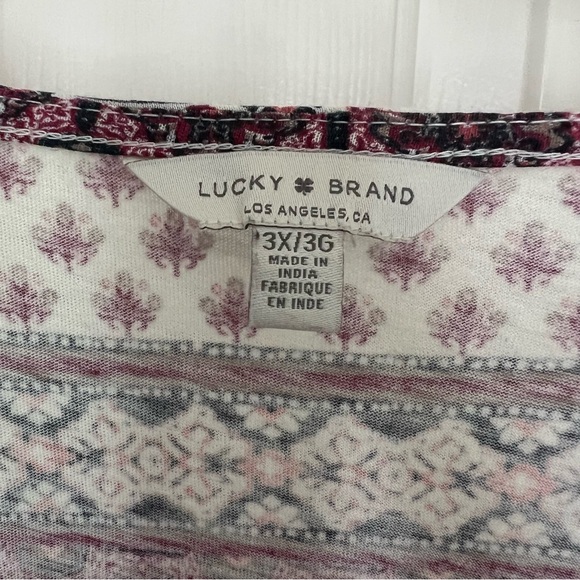 LUCKY BRAND
LOS ANGELES, CA
3X/3G
MADE IN
INDIA
FABRIQUE
EN INDE